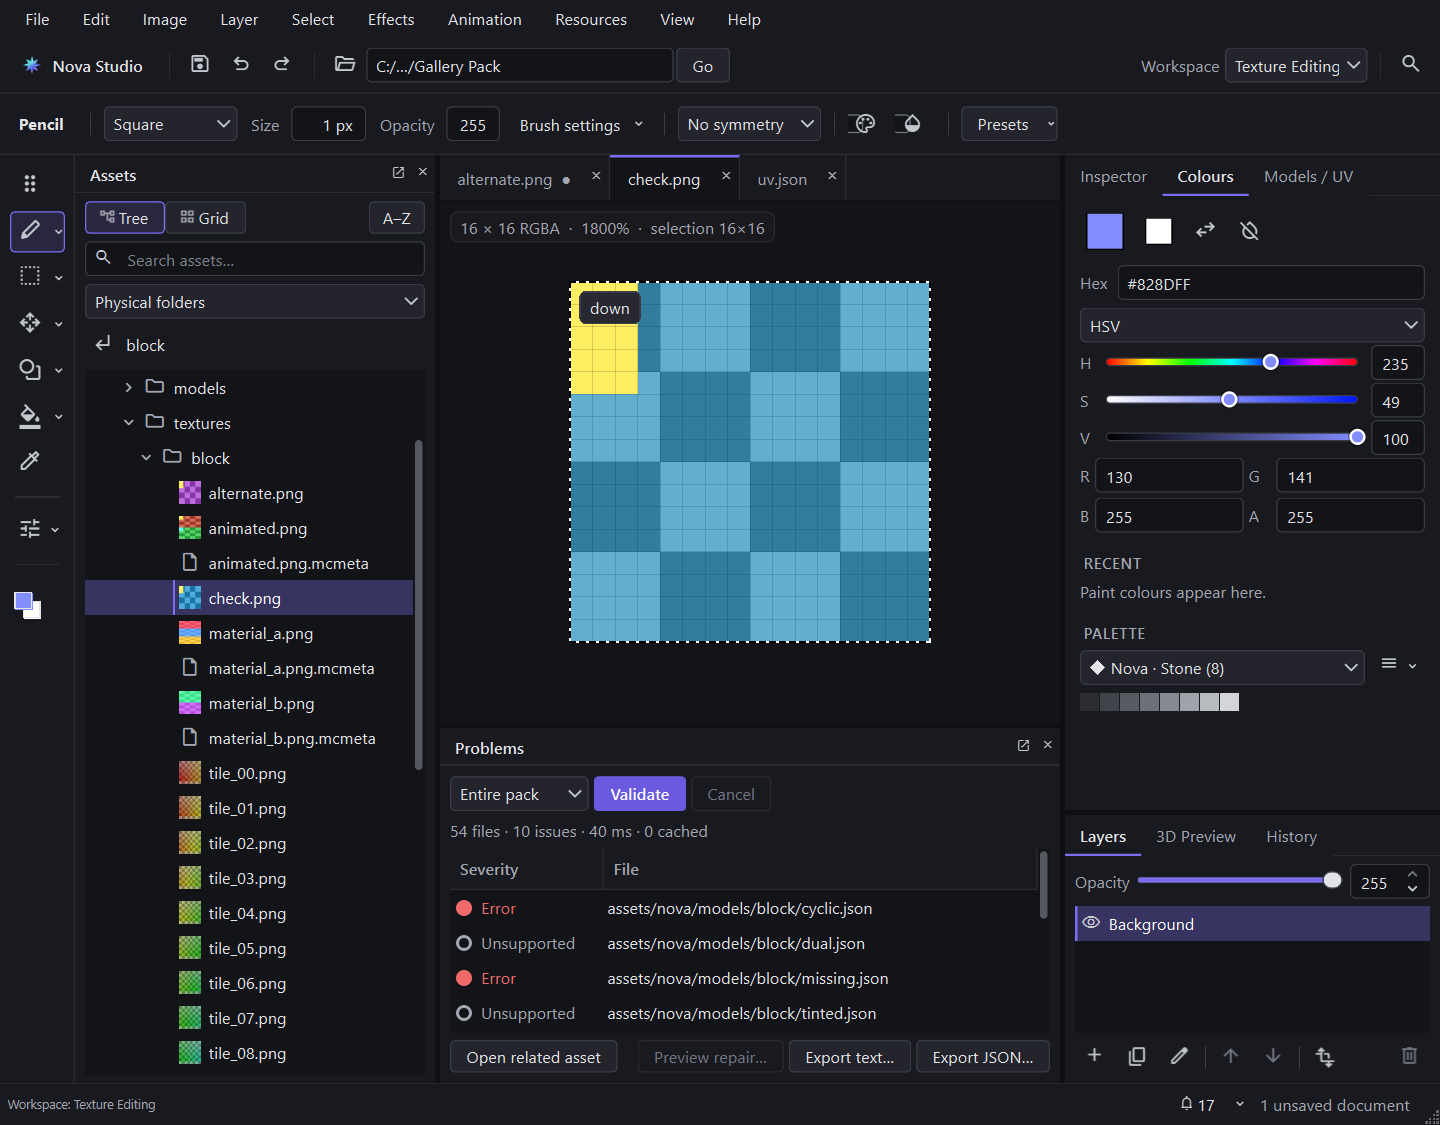 File Edit Image Layer Select Effects Animation Resources View Help
Nova Studio C:/.../Gallery Pack Go Workspace Texture Editing
Pencil Square Size 1 px Opacity 255 Brush settings No symmetry Presets
Assets
Tree Grid A–Z
Search assets...
Physical folders
block
models
textures
block
alternate.png
animated.png
animated.png.mcmeta
check.png
material_a.png
material_a.png.mcmeta
material_b.png
material_b.png.mcmeta
tile_00.png
tile_01.png
tile_02.png
tile_03.png
tile_04.png
tile_05.png
tile_06.png
tile_07.png
tile_08.png
alternate.png check.png uv.json
16 × 16 RGBA · 1800% · selection 16×16
down
Problems
Entire pack Validate Cancel
54 files · 10 issues · 40 ms · 0 cached
Severity File
Error assets/nova/models/block/cyclic.json
Unsupported assets/nova/models/block/dual.json
Error assets/nova/models/block/missing.json
Unsupported assets/nova/models/block/tinted.json
Open related asset Preview repair... Export text... Export JSON...
Inspector Colours Models / UV
Hex #828DFF
HSV
H 235
S 49
V 100
R 130 G 141
B 255 A 255
RECENT
Paint colours appear here.
PALETTE
Nova · Stone (8)
Layers 3D Preview History
Opacity 255
Background
Workspace: Texture Editing 17 1 unsaved document